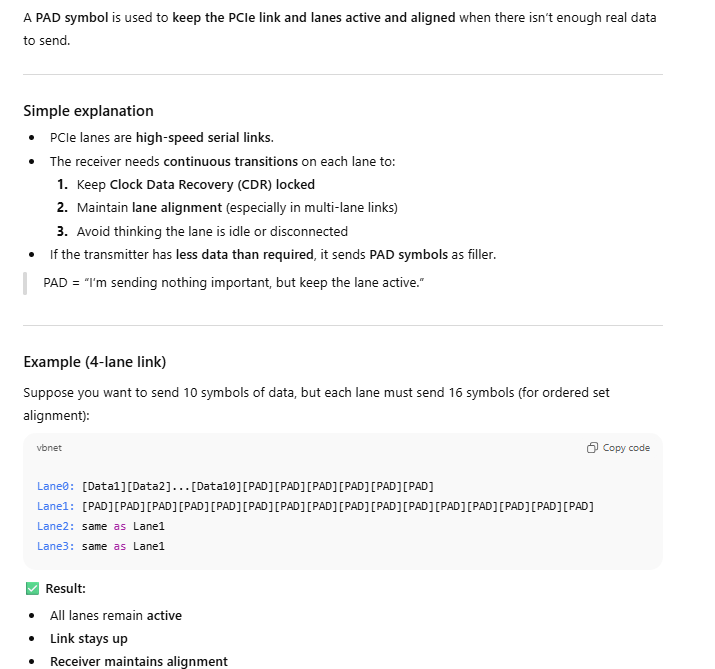 A PAD symbol is used to keep the PCIe link and lanes active and aligned when there isn't enough real data
to send.
Simple explanation
• PCIe lanes are high-speed serial links.
• The receiver needs continuous transitions on each lane to:
1. Keep Clock Data Recovery (CDR) locked
2. Maintain lane alignment (especially in multi-lane links)
3. Avoid thinking the lane is idle or disconnected
• If the transmitter has less data than required, it sends PAD symbols as filler.
PAD = "I'm sending nothing important, but keep the lane active."
Example (4-lane link)
Suppose you want to send 10 symbols of data, but each lane must send 16 symbols (for ordered set
alignment):
vbnet Copy code
Lane0: [Data1][Data2]...[Data10][PAD][PAD][PAD][PAD][PAD][PAD]
Lane1: [PAD][PAD][PAD][PAD][PAD][PAD][PAD][PAD][PAD][PAD][PAD][PAD][PAD][PAD][PAD][PAD]
Lane2: same as Lane1
Lane3: same as Lane1
✅ Result:
• All lanes remain active
• Link stays up
• Receiver maintains alignment